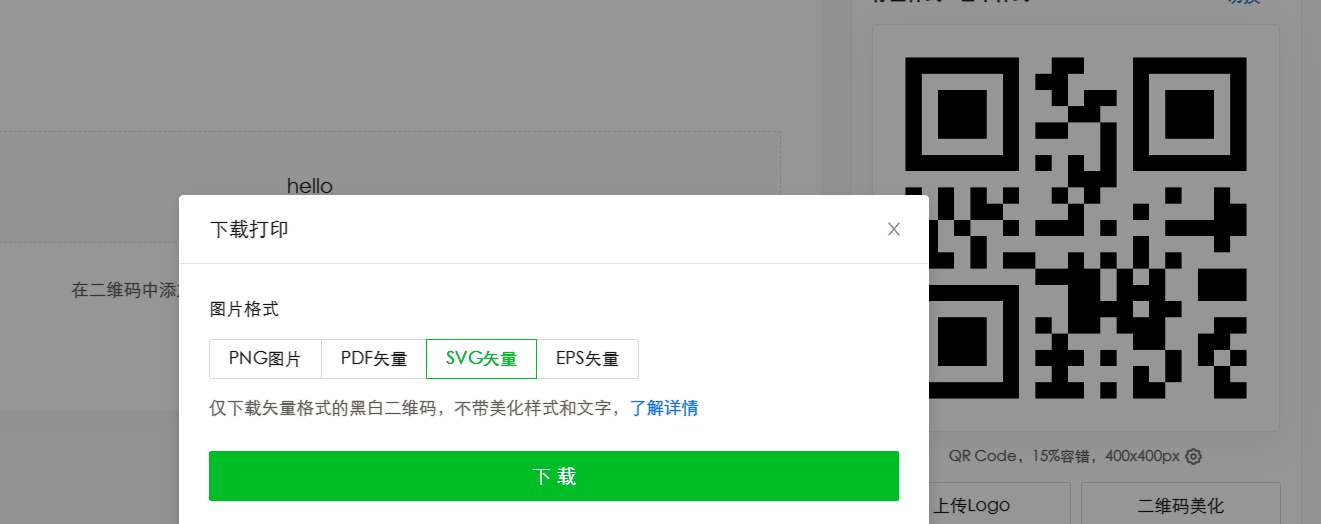 切换
hello
下载打印
在二维码中添
图片格式
PNG图片
PDF矢量
SVG矢量
EPS矢量
仅下载矢量格式的黑白二维码，不带美化样式和文字，了解详情
下 载
QR Code，15%容错，400x400px
上传Logo
二维码美化